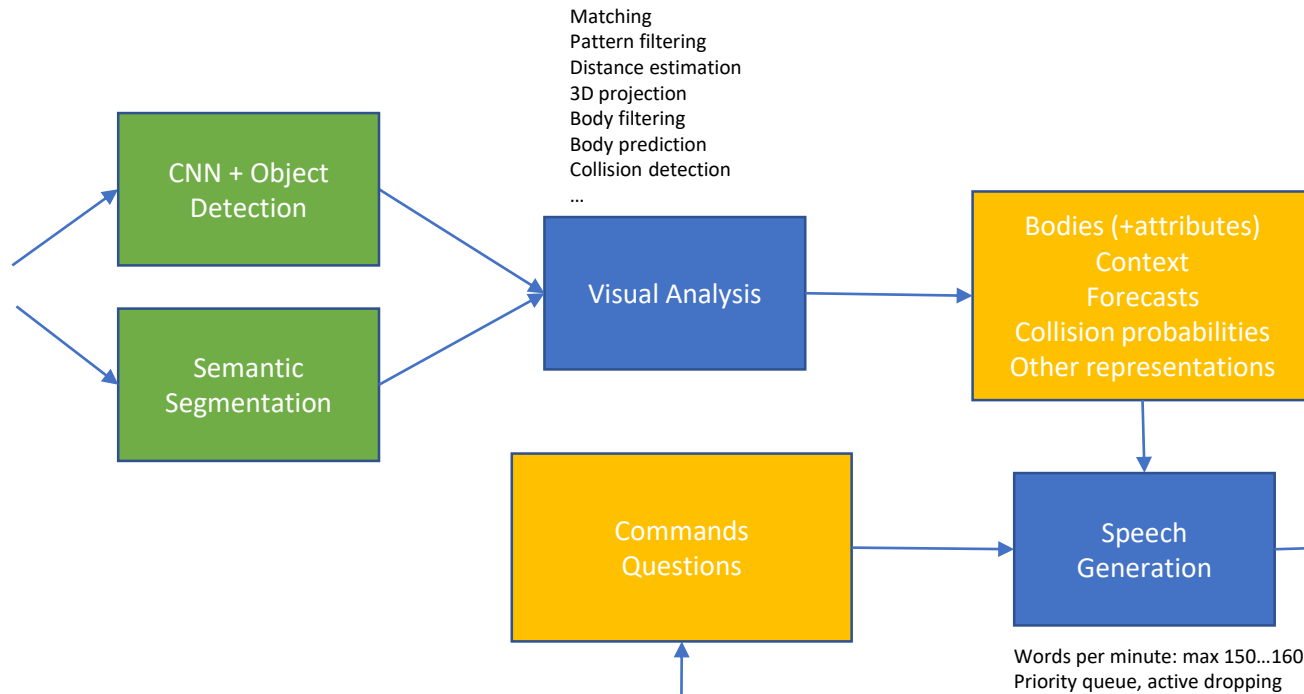 Matching
Pattern filtering
Distance estimation
3D projection
Body filtering
Body prediction
Collision detection
...
CNN + Object
Detection
Visual Analysis
Bodies (+attributes)
Context
Forecasts
Collision probabilities
Other representations
Semantic
Segmentation
Commands
Questions
Speech
Generation
Words per minute: max 150...160
Priority queue, active dropping